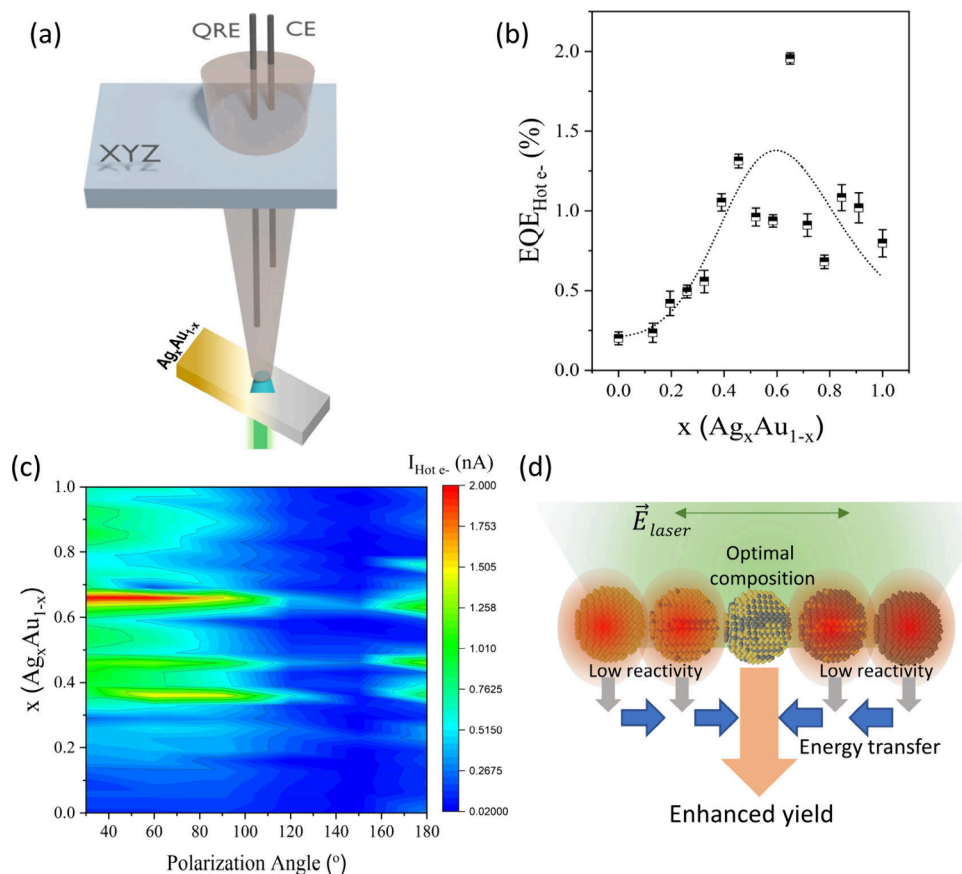 (a)
QRE CE
XYZ
AgxAu1-x
(b)
EQEHot e- (%)
2.0
1.5
1.0
0.5
0.0
0.0 0.2 0.4 0.6 0.8 1.0
x (AgxAu1-x)
(c)
IHot e- (nA)
x (AgxAu1-x)
1.0
0.8
0.6
0.4
0.2
0.0
40 60 80 100 120 140 160 180
Polarization Angle (º)
2.000
1.753
1.505
1.258
1.010
0.7625
0.5150
0.2675
0.02000
(d)
E⃗laser
Optimal
composition
Low reactivity Low reactivity
Energy transfer
Enhanced yield